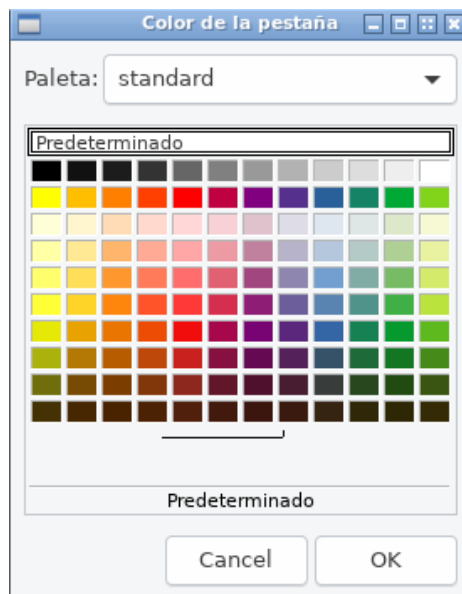 Color de la pestaña
Paleta: standard
Predeterminado
Predeterminado
Cancel OK